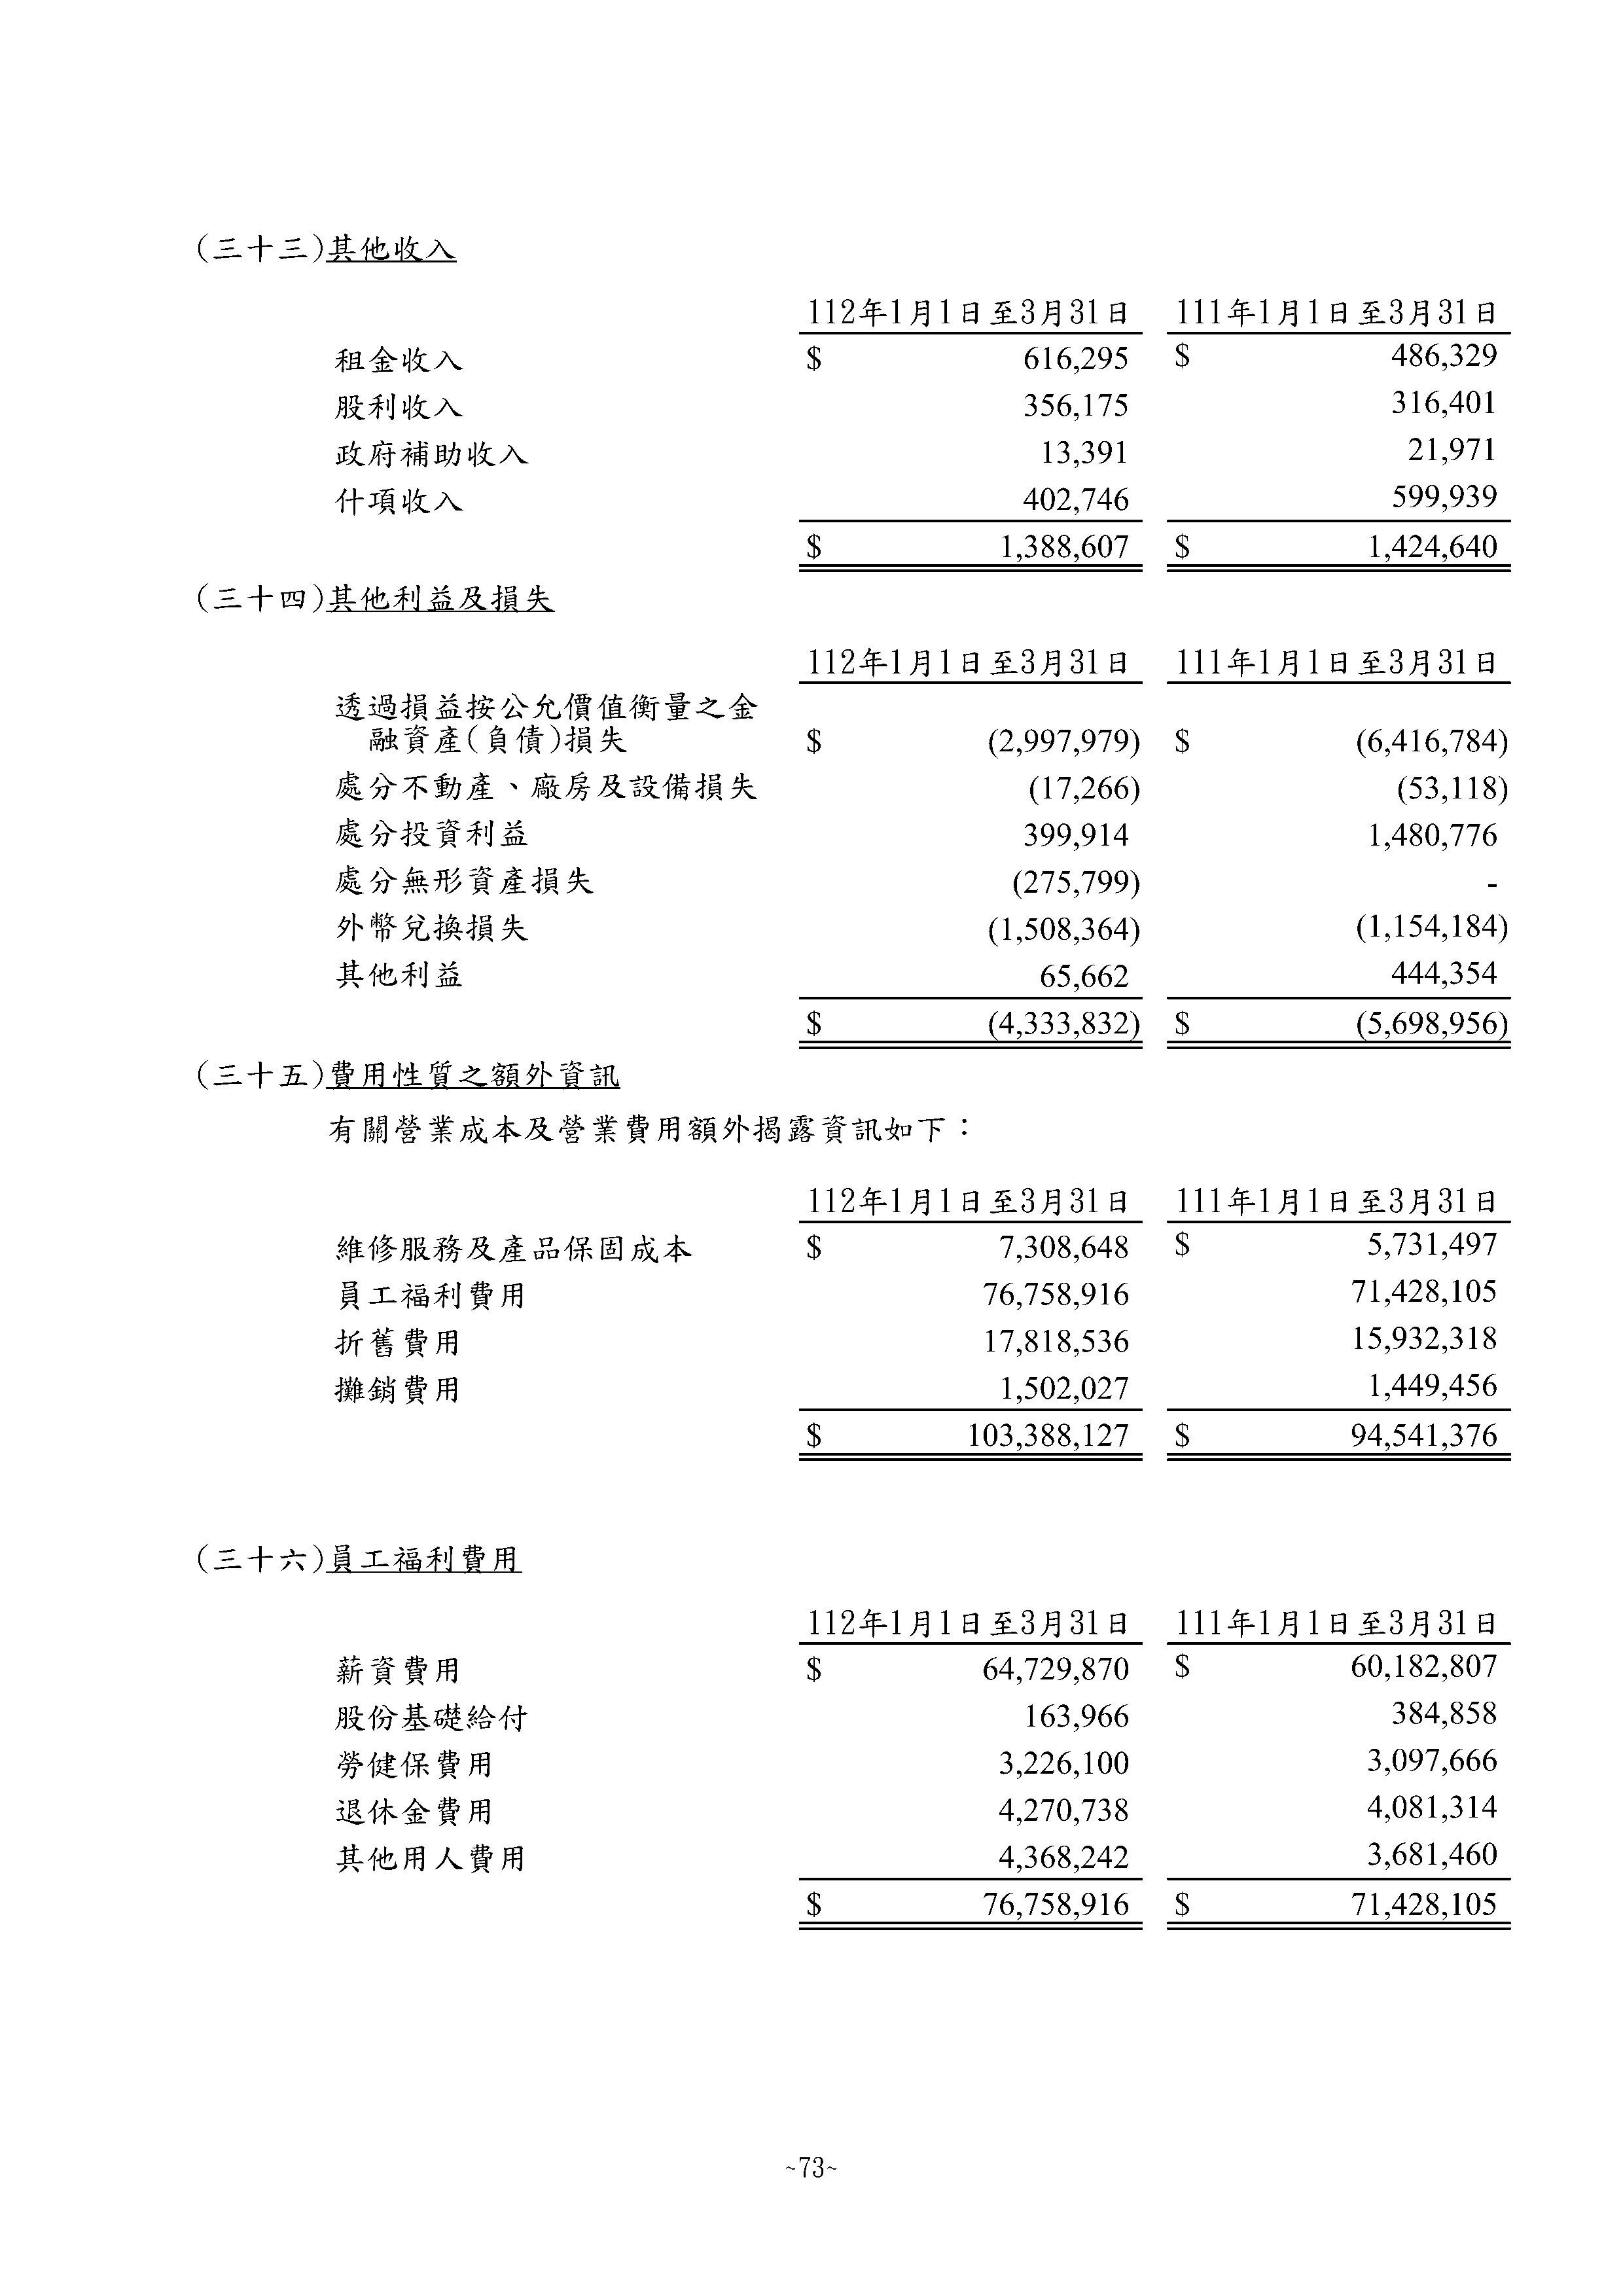 (三十三)其他收入
112年1月1日至3月31日 111年1月1日至3月31日
租金收入 $ 616,295 $ 486,329
股利收入 356,175 316,401
政府補助收入 13,391 21,971
什項收入 402,746 599,939
$ 1,388,607 $ 1,424,640
(三十四)其他利益及損失
112年1月1日至3月31日 111年1月1日至3月31日
透過損益按公允價值衡量之金
融資產(負債)損失 $ (2,997,979) $ (6,416,784)
處分不動產、廠房及設備損失 (17,266) (53,118)
處分投資利益 399,914 1,480,776
處分無形資產損失 (275,799) -
外幣兌換損失 (1,508,364) (1,154,184)
其他利益 65,662 444,354
$ (4,333,832) $ (5,698,956)
(三十五)費用性質之額外資訊
有關營業成本及營業費用額外揭露資訊如下：
112年1月1日至3月31日 111年1月1日至3月31日
維修服務及產品保固成本 $ 7,308,648 $ 5,731,497
員工福利費用 76,758,916 71,428,105
折舊費用 17,818,536 15,932,318
攤銷費用 1,502,027 1,449,456
$ 103,388,127 $ 94,541,376
(三十六)員工福利費用
112年1月1日至3月31日 111年1月1日至3月31日
薪資費用 $ 64,729,870 $ 60,182,807
股份基礎給付 163,966 384,858
勞健保費用 3,226,100 3,097,666
退休金費用 4,270,738 4,081,314
其他用人費用 4,368,242 3,681,460
$ 76,758,916 $ 71,428,105
~73~